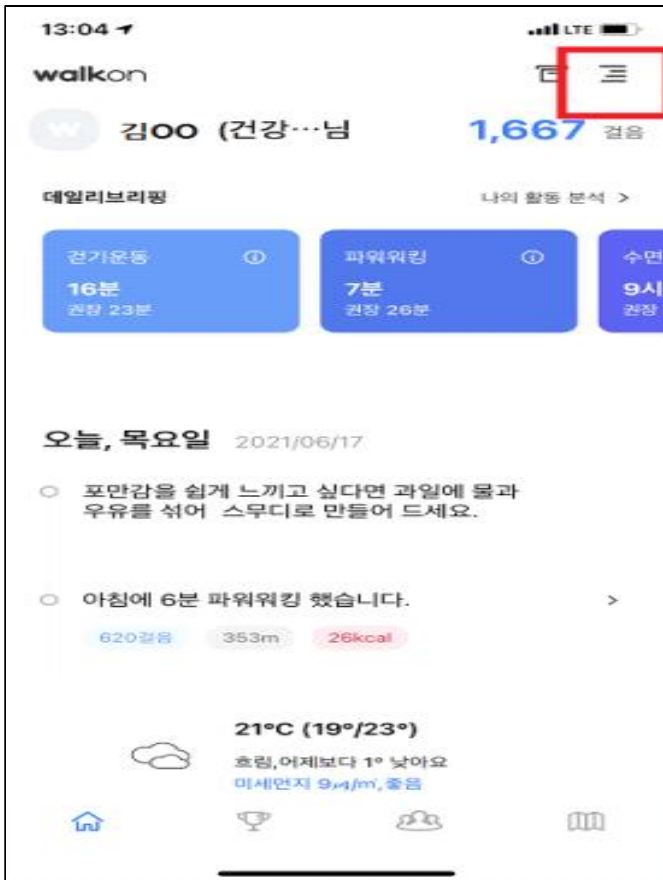 13:04
LTE
walkon
김OO (건강…님 1,667 걸음
데일리브리핑 나의 활동 분석 >
걷기운동 파워워킹 수면
16분 7분 9시
권장 23분 권장 26분 권장
오늘, 목요일 2021/06/17
포만감을 쉽게 느끼고 싶다면 과일에 물과
우유를 섞어 스무디로 만들어 드세요.
아침에 6분 파워워킹 했습니다. >
620걸음 353m 26kcal
21°C (19°/23°)
흐림,어제보다 1° 낮아요
미세먼지 9㎍/㎥,좋음